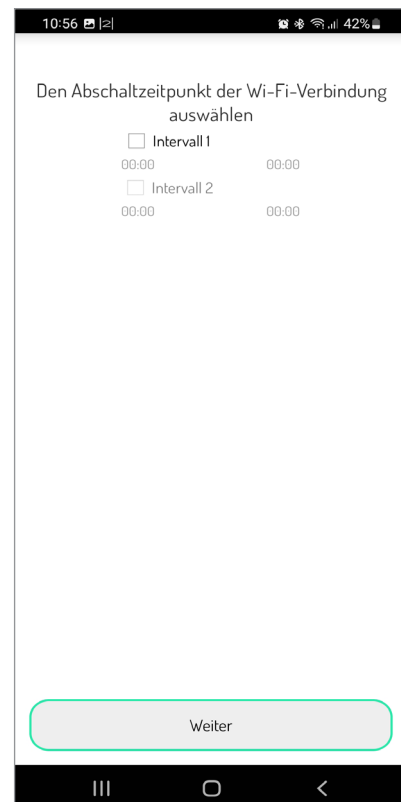 10:56 |2| 42%
Den Abschaltzeitpunkt der Wi-Fi-Verbindung
auswählen
Intervall 1
00:00 00:00
Intervall 2
00:00 00:00
Weiter